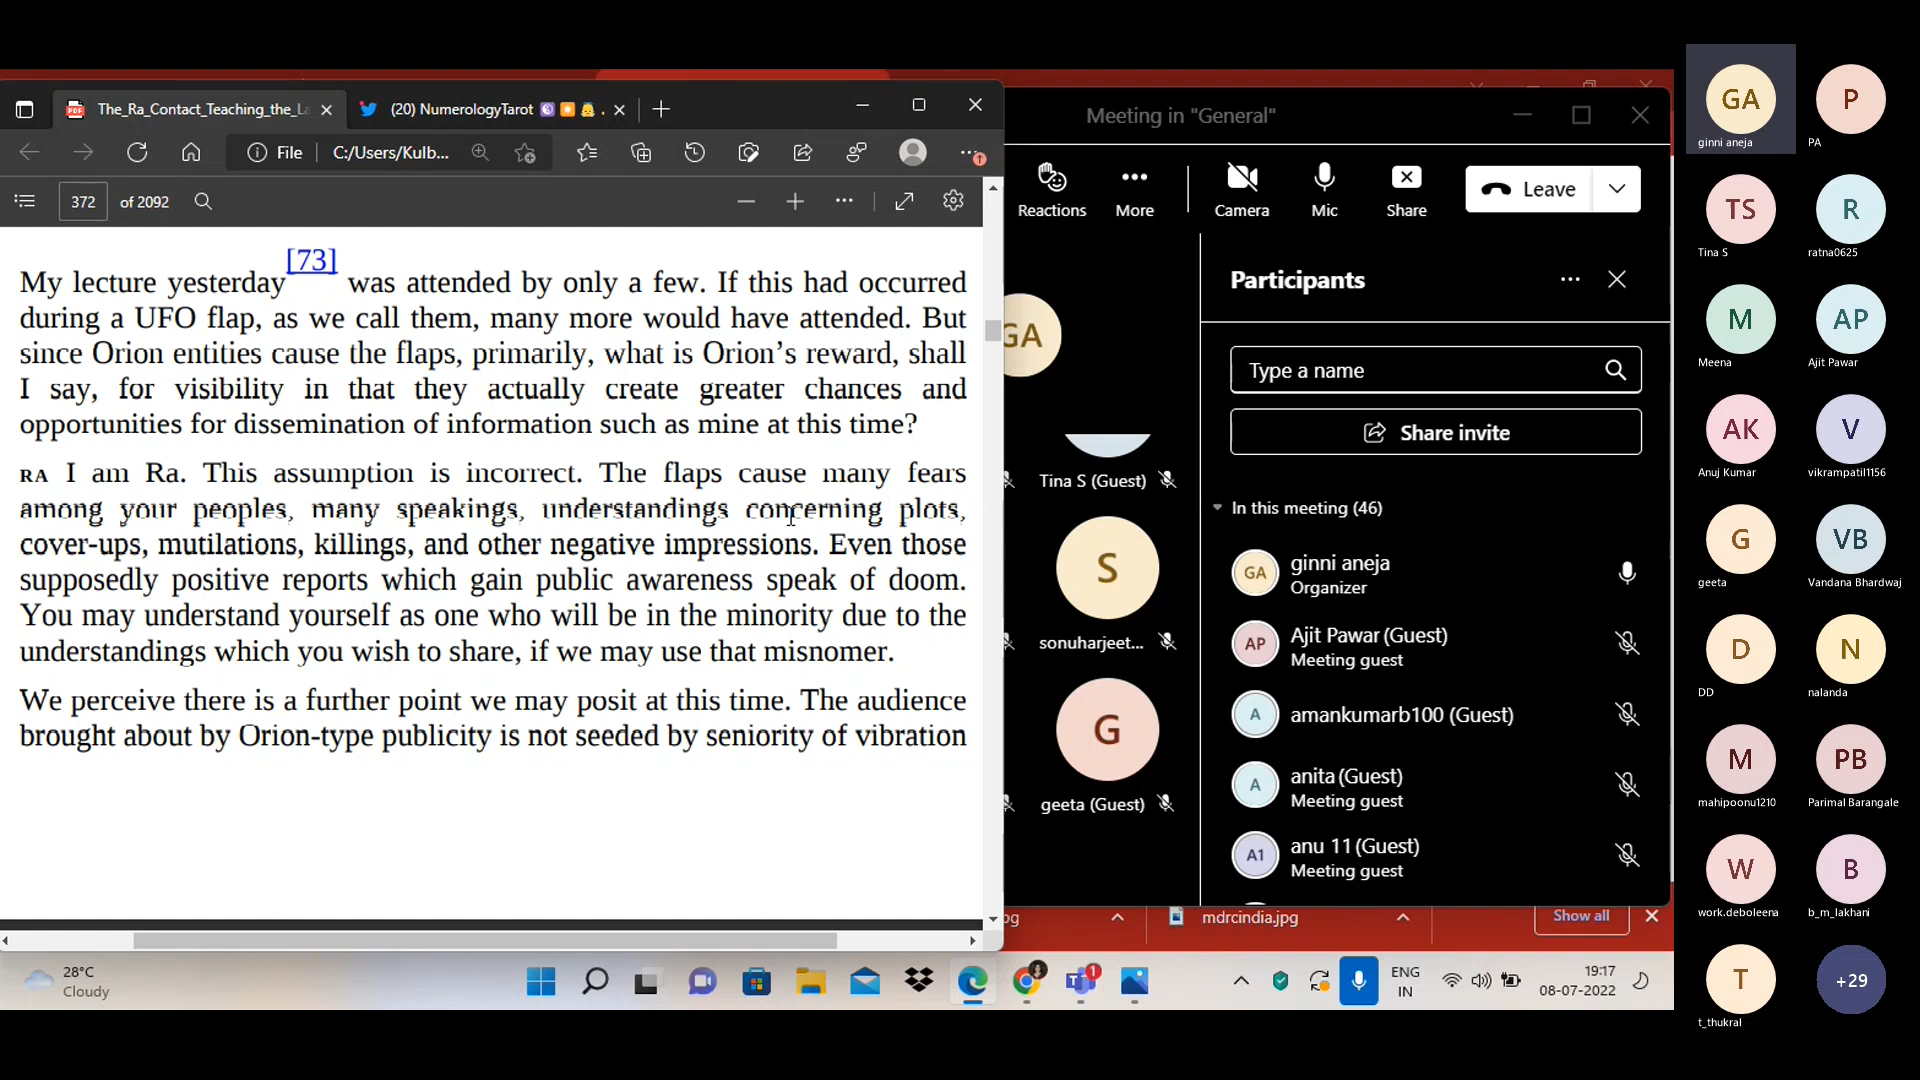 The_Ra_Contact_Teaching_the_La
(20) NumerologyTarot
File
C:/Users/Kulb...
372
of 2092
My lecture yesterday[73] was attended by only a few. If this had occurred
during a UFO flap, as we call them, many more would have attended. But
since Orion entities cause the flaps, primarily, what is Orion’s reward, shall
I say, for visibility in that they actually create greater chances and
opportunities for dissemination of information such as mine at this time?
RA I am Ra. This assumption is incorrect. The flaps cause many fears
among your peoples, many speakings, understandings concerning plots,
cover-ups, mutilations, killings, and other negative impressions. Even those
supposedly positive reports which gain public awareness speak of doom.
You may understand yourself as one who will be in the minority due to the
understandings which you wish to share, if we may use that misnomer.
We perceive there is a further point we may posit at this time. The audience
brought about by Orion-type publicity is not seeded by seniority of vibration
Meeting in "General"
Reactions
More
Camera
Mic
Share
Leave
GA
Tina S (Guest)
S
sonuharjeet...
G
geeta (Guest)
Participants
Type a name
Share invite
In this meeting (46)
GA
ginni aneja
Organizer
AP
Ajit Pawar (Guest)
Meeting guest
A
amankumarb100 (Guest)
A
anita (Guest)
Meeting guest
A1
anu 11 (Guest)
Meeting guest
mdrcindia.jpg
Show all
28°C
Cloudy
1
ENG
IN
19:17
08-07-2022
GA
ginni aneja
P
PA
TS
Tina S
R
ratna0625
M
Meena
AP
Ajit Pawar
AK
Anuj Kumar
V
vikrampatil1156
G
geeta
VB
Vandana Bhardwaj
D
DD
N
nalanda
M
mahipoonu1210
PB
Parimal Barangale
W
work.deboleena
B
b_m_lakhani
T
t_thukral
+29